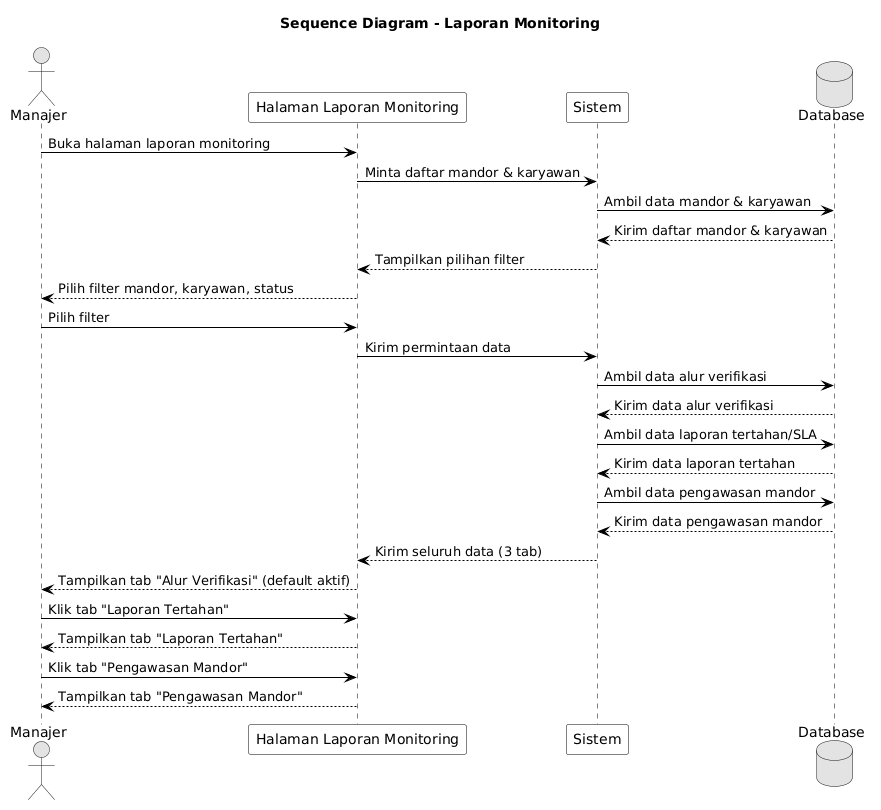 Sequence Diagram - Laporan Monitoring
Manajer
Halaman Laporan Monitoring
Sistem
Database
Buka halaman laporan monitoring
Minta daftar mandor & karyawan
Ambil data mandor & karyawan
Kirim daftar mandor & karyawan
Tampilkan pilihan filter
Pilih filter mandor, karyawan, status
Pilih filter
Kirim permintaan data
Ambil data alur verifikasi
Kirim data alur verifikasi
Ambil data laporan tertahan/SLA
Kirim data laporan tertahan
Ambil data pengawasan mandor
Kirim data pengawasan mandor
Kirim seluruh data (3 tab)
Tampilkan tab "Alur Verifikasi" (default aktif)
Klik tab "Laporan Tertahan"
Tampilkan tab "Laporan Tertahan"
Klik tab "Pengawasan Mandor"
Tampilkan tab "Pengawasan Mandor"
Manajer
Halaman Laporan Monitoring
Sistem
Database